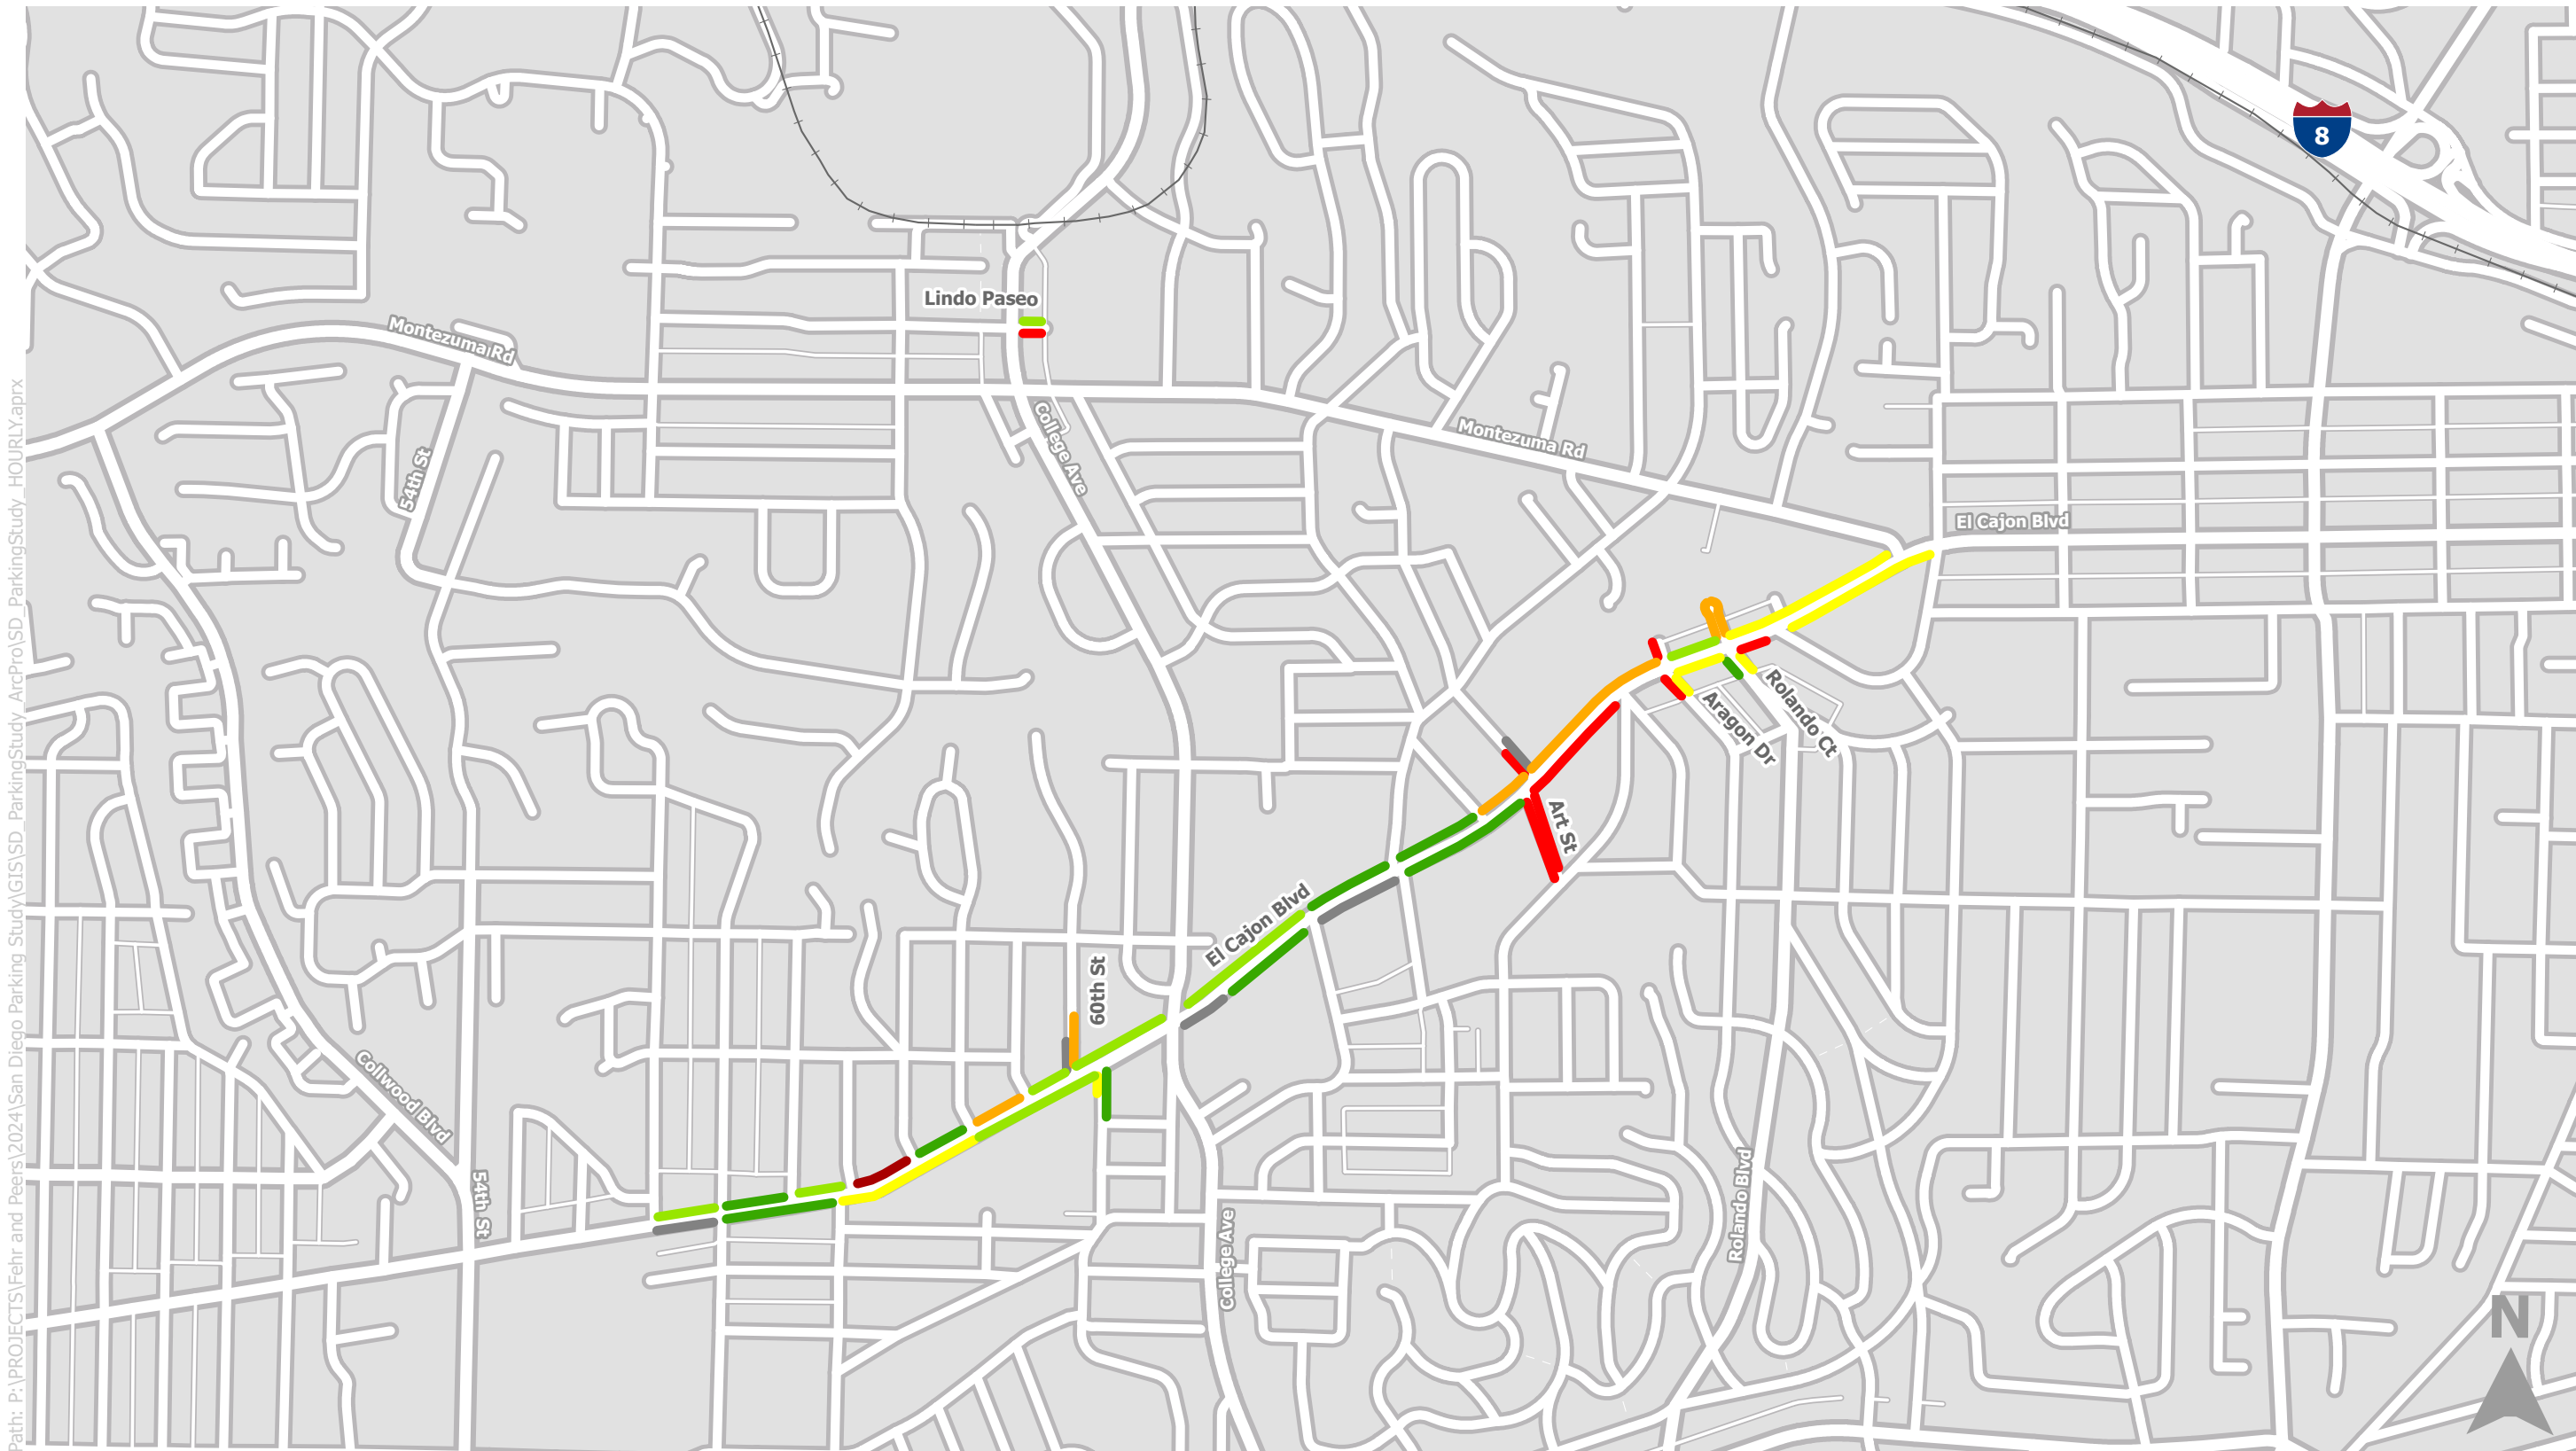 8
Lindo Paseo
Montezuma Rd
College Ave
Montezuma Rd
54th St
El Cajon Blvd
Rolando Ct
Aragon Dr
Art St
El Cajon Blvd
60th St
Collwood Blvd
54th St
Rolando Blvd
College Ave
N
Path: P:\PROJECTS\Fehr and Peers\2024\San Diego Parking Study\GIS\SD_ParkingStudy_ArcPro\SD_ParkingStudy_HOURLY.aprx